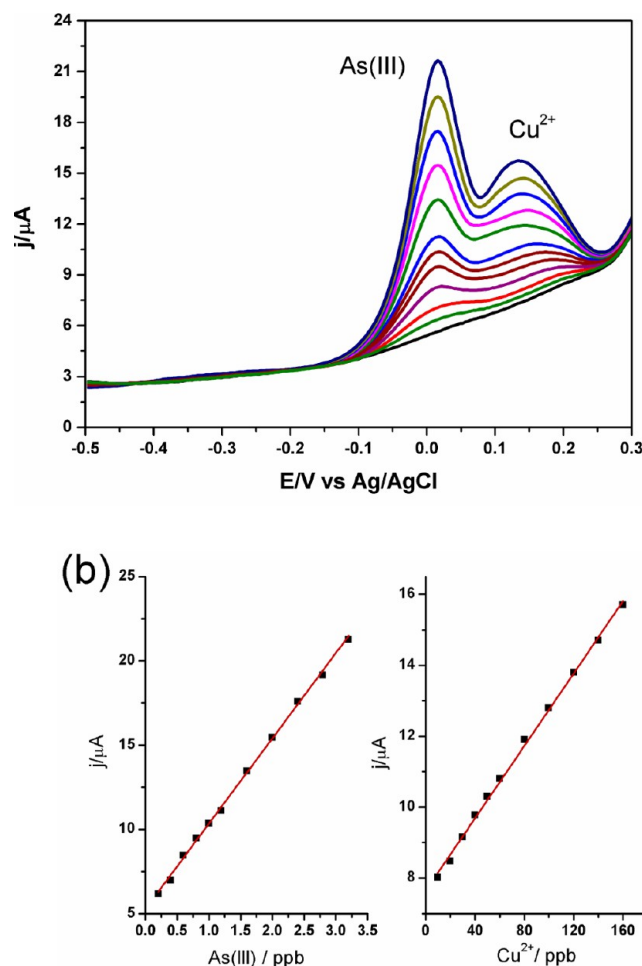 24
21
18
15
12
9
6
3
0
j/μA
As(III)
Cu²⁺
-0.5 -0.4 -0.3 -0.2 -0.1 0.0 0.1 0.2 0.3
E/V vs Ag/AgCl
(b)
25
20
15
10
5
j/μA
0.0 0.5 1.0 1.5 2.0 2.5 3.0 3.5
As(III) / ppb
16
14
12
10
8
j/μA
0 40 80 120 160
Cu²⁺/ ppb